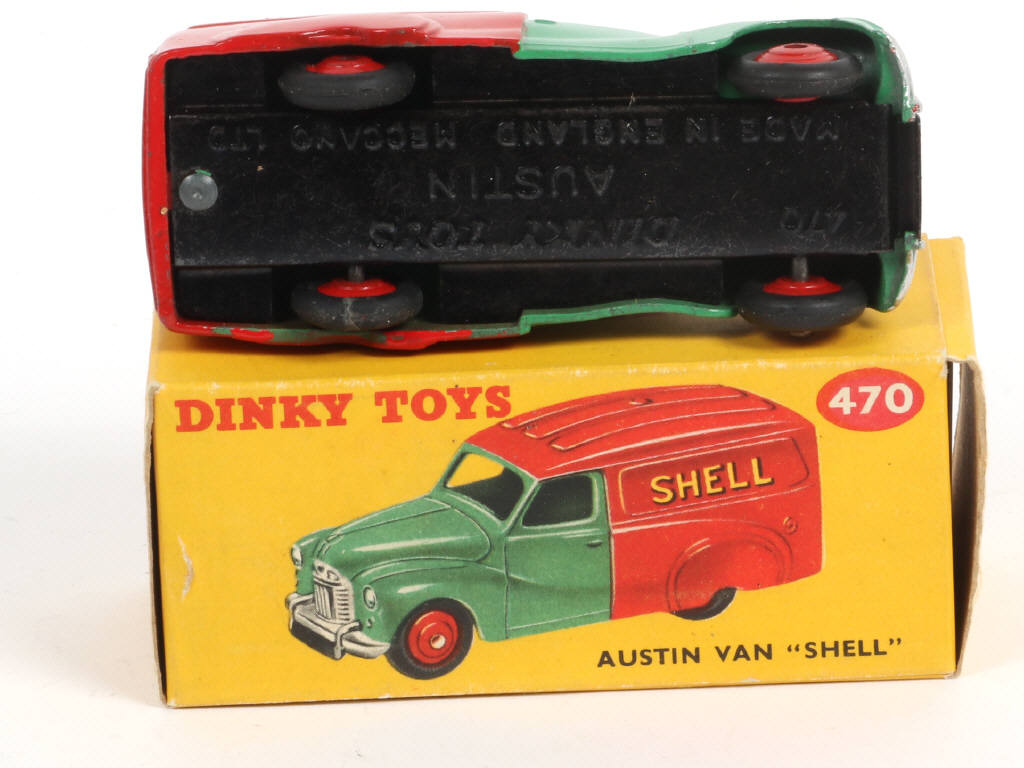 MADE IN ENGLAND MECCANO LTD
AUSTIN
470 DINKY TOYS
DINKY TOYS
470
SHELL
AUSTIN VAN “SHELL”